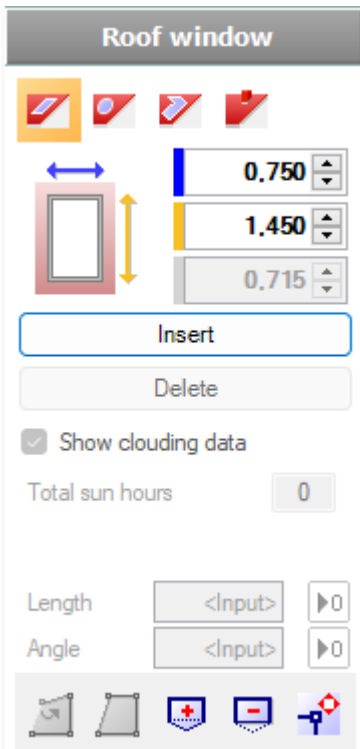 Roof window
0.750
1.450
0.715
Insert
Delete
Show clouding data
Total sun hours 0
Length <Input> 0
Angle <Input> 0